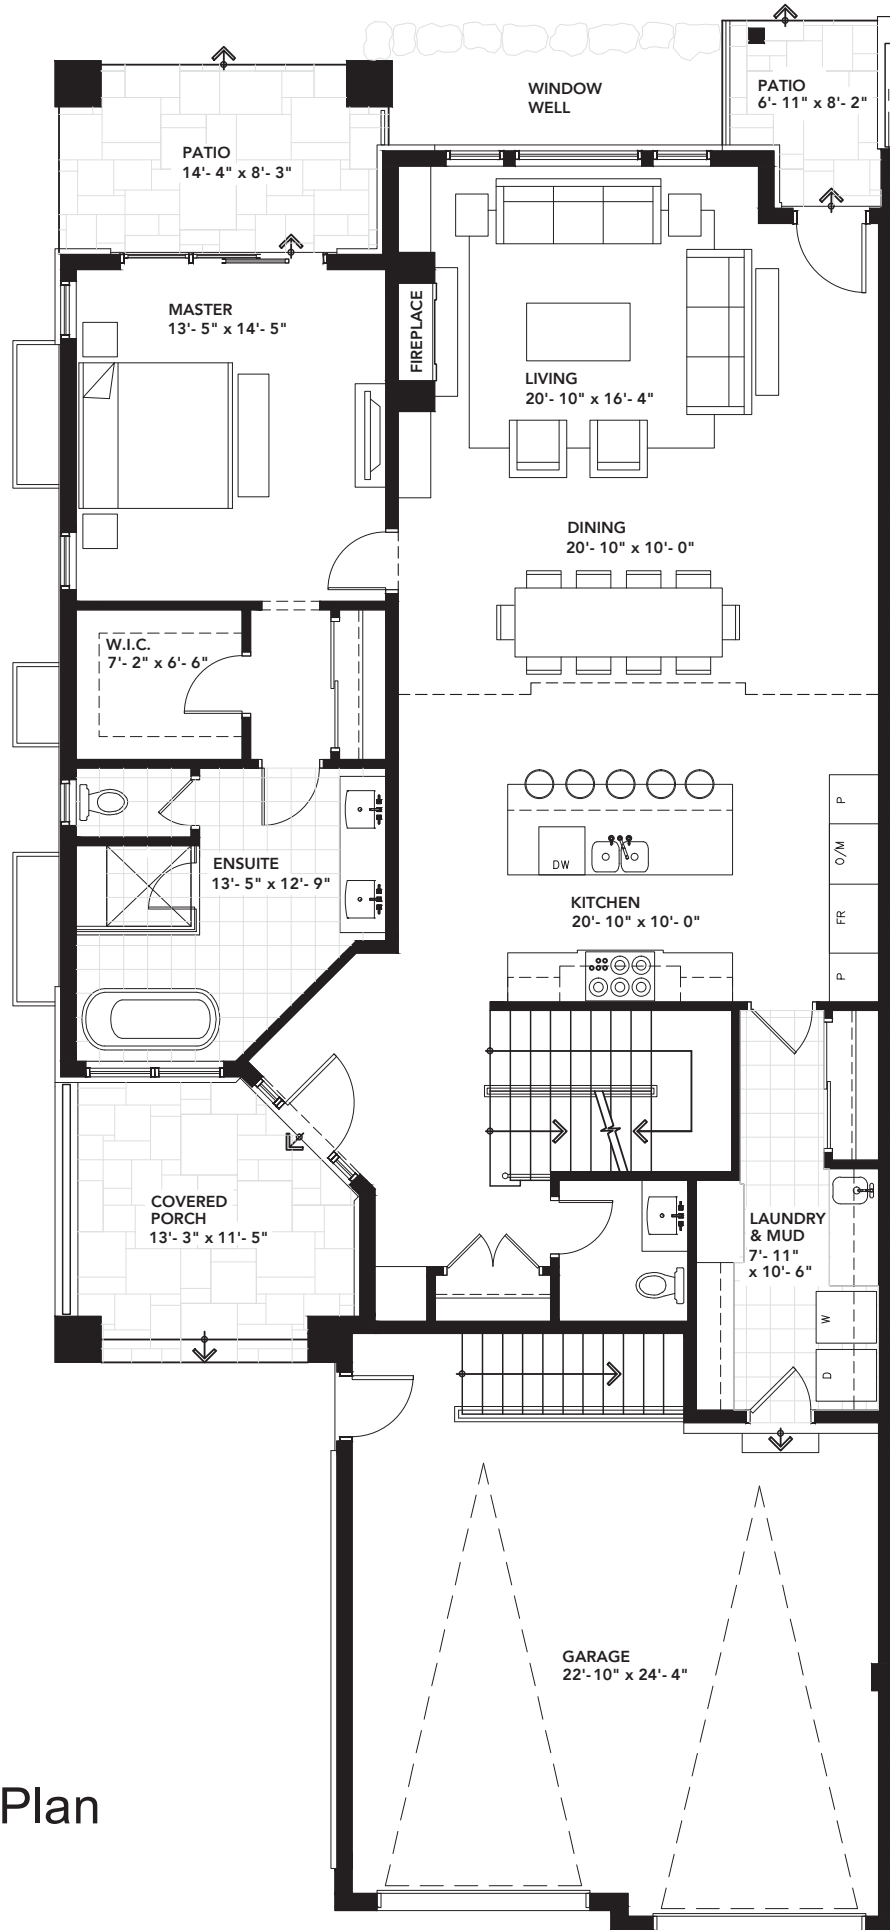 WINDOW
WELL
PATIO
6'- 11" x 8'- 2"
PATIO
14'- 4" x 8'- 3"
MASTER
13'- 5" x 14'- 5"
FIREPLACE
LIVING
20'- 10" x 16'- 4"
DINING
20'- 10" x 10'- 0"
W.I.C.
7'- 2" x 6'- 6"
P
O/M
FR
P
DW
ENSUITE
13'- 5" x 12'- 9"
KITCHEN
20'- 10" x 10'- 0"
COVERED
PORCH
13'- 3" x 11'- 5"
LAUNDRY
& MUD
7'- 11"
x 10'- 6"
W
D
GARAGE
22'- 10" x 24'- 4"
Plan